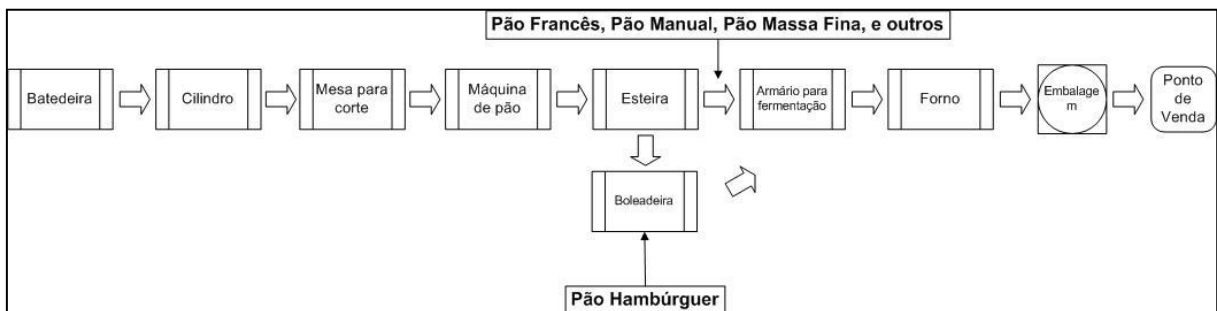 Pão Francês, Pão Manual, Pão Massa Fina, e outros
Batedeira
Cilindro
Mesa para
corte
Máquina
de pão
Esteira
Armário para
fermentação
Forno
Embalage
m
Ponto
de
Venda
Boleadeira
Pão Hambúrguer